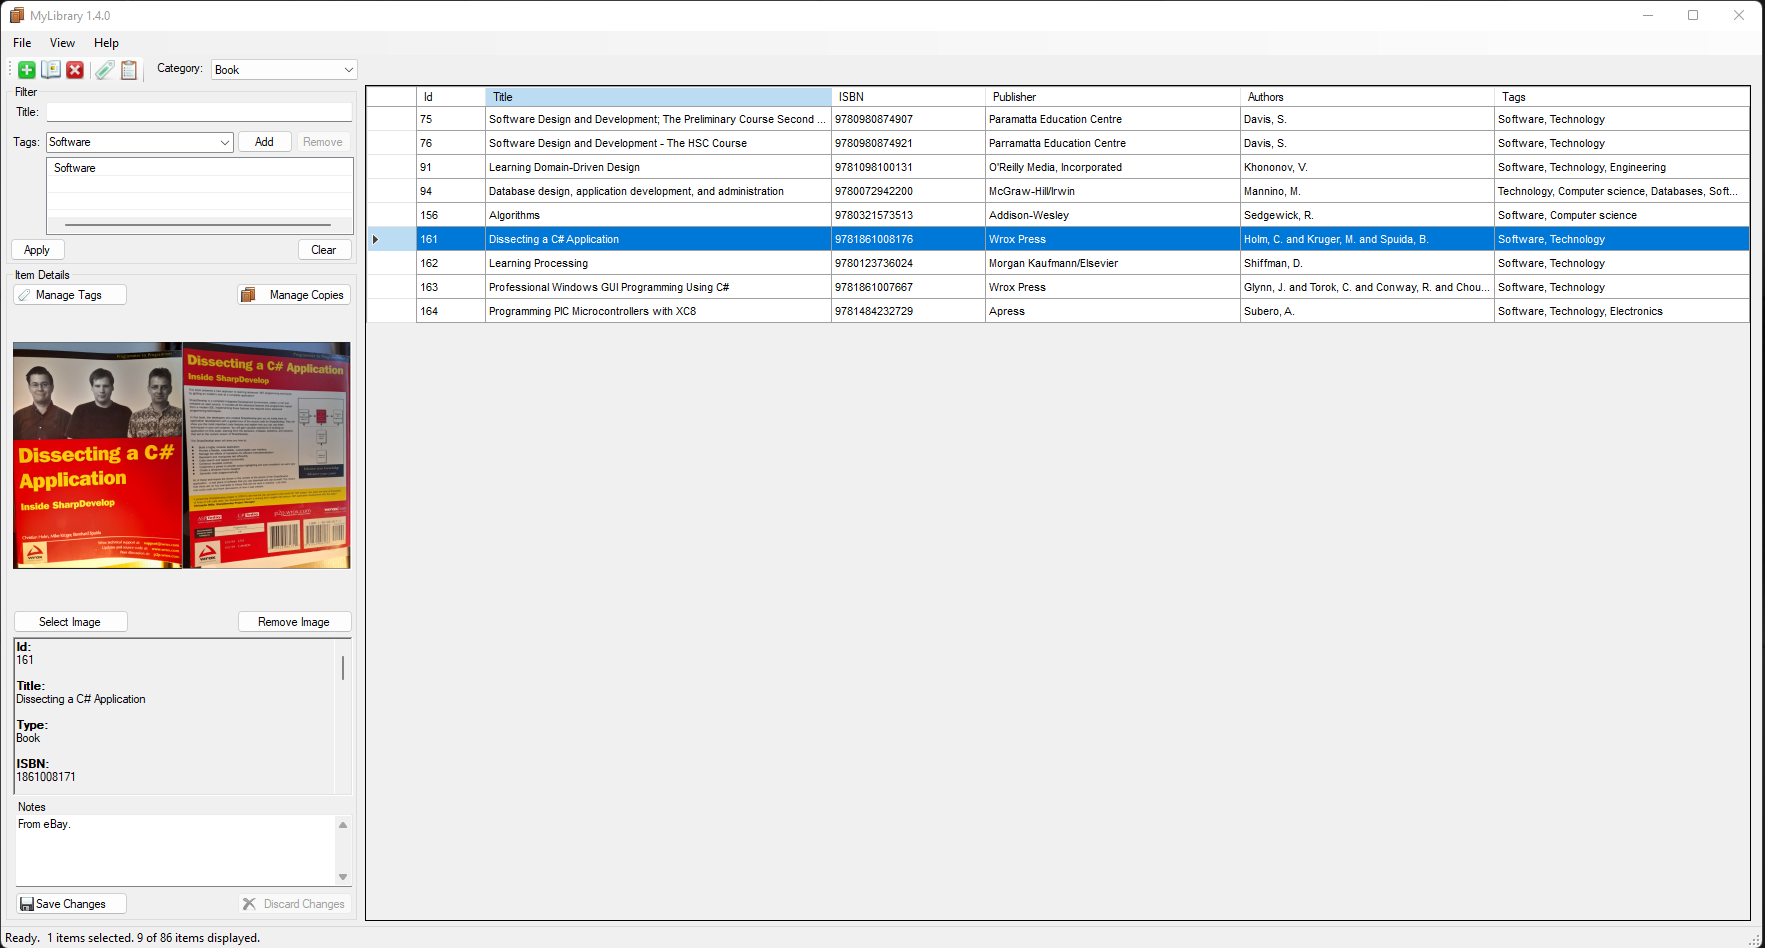 MyLibrary 1.4.0
File View Help
Category: Book
Filter
Title:
Tags: Software Add Remove
Software
Apply Clear
Item Details
Manage Tags Manage Copies
Dissecting a C#
Application
Inside SharpDevelop
Dissecting a C# Application
Inside SharpDevelop
Select Image Remove Image
Id:
161
Title:
Dissecting a C# Application
Type:
Book
ISBN:
1861008171
Notes
From eBay.
Save Changes Discard Changes
Id Title ISBN Publisher Authors Tags
75 Software Design and Development; The Preliminary Course Second ... 9780980874907 Paramatta Education Centre Davis, S. Software, Technology
76 Software Design and Development - The HSC Course 9780980874921 Parramatta Education Centre Davis, S. Software, Technology
91 Learning Domain-Driven Design 9781098100131 O'Reilly Media, Incorporated Khononov, V. Software, Technology, Engineering
94 Database design, application development, and administration 9780072942200 McGraw-Hill/Irwin Mannino, M. Technology, Computer science, Databases, Soft...
156 Algorithms 9780321573513 Addison-Wesley Sedgewick, R. Software, Computer science
161 Dissecting a C# Application 9781861008176 Wrox Press Holm, C. and Kruger, M. and Spuida, B. Software, Technology
162 Learning Processing 9780123736024 Morgan Kaufmann/Elsevier Shiffman, D. Software, Technology
163 Professional Windows GUI Programming Using C# 9781861007667 Wrox Press Glynn, J. and Torok, C. and Conway, R. and Chou... Software, Technology
164 Programming PIC Microcontrollers with XC8 9781484232729 Apress Subero, A. Software, Technology, Electronics
Ready. 1 items selected. 9 of 86 items displayed.